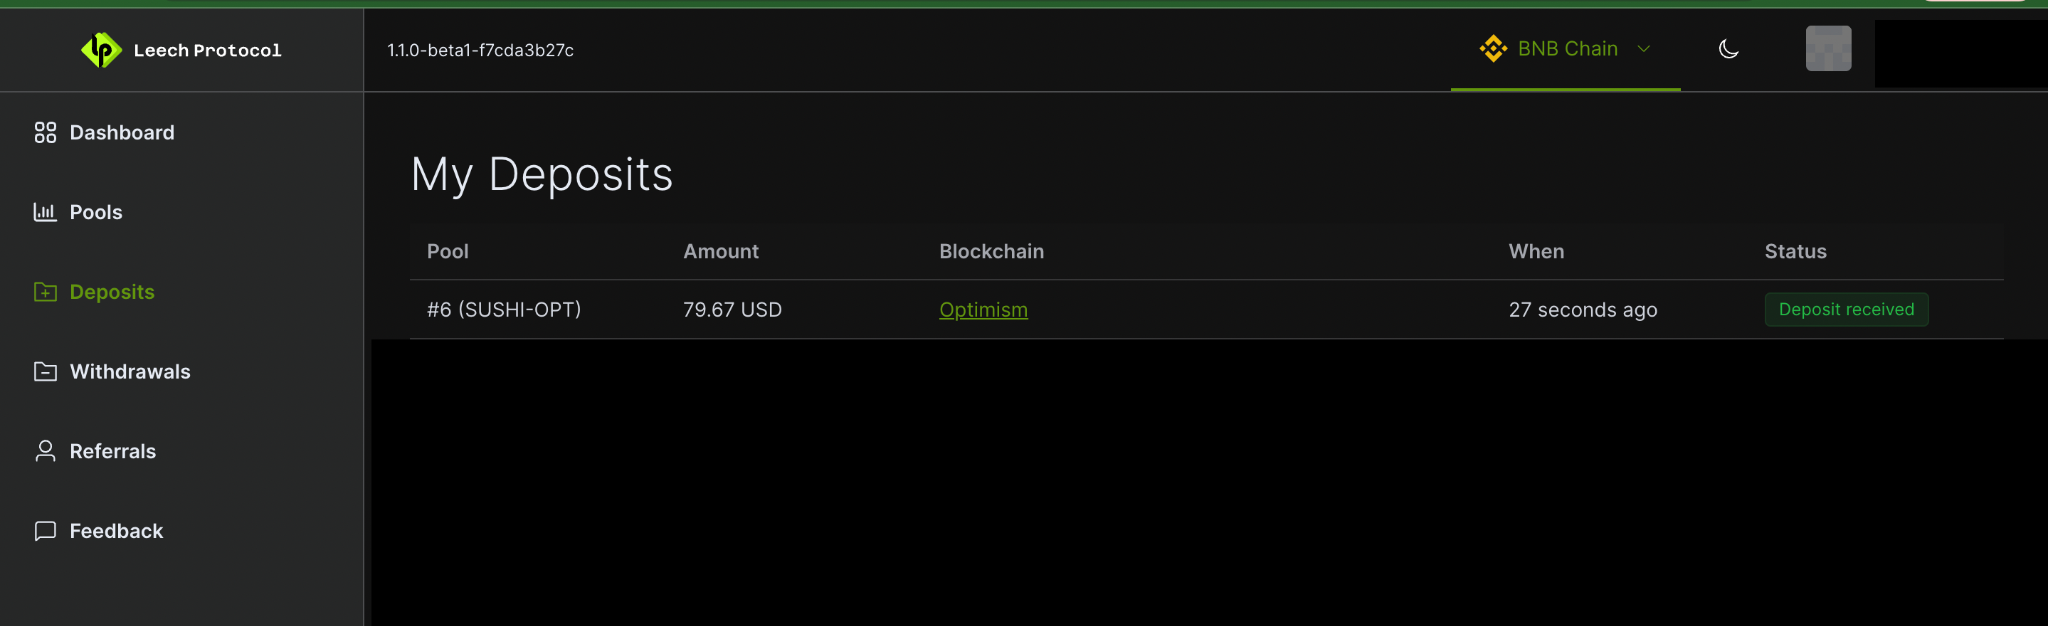 Leech Protocol
1.1.0-beta1-f7cda3b27c
BNB Chain
Dashboard
Pools
Deposits
Withdrawals
Referrals
Feedback
My Deposits
Pool Amount Blockchain When Status
#6 (SUSHI-OPT) 79.67 USD Optimism 27 seconds ago Deposit received